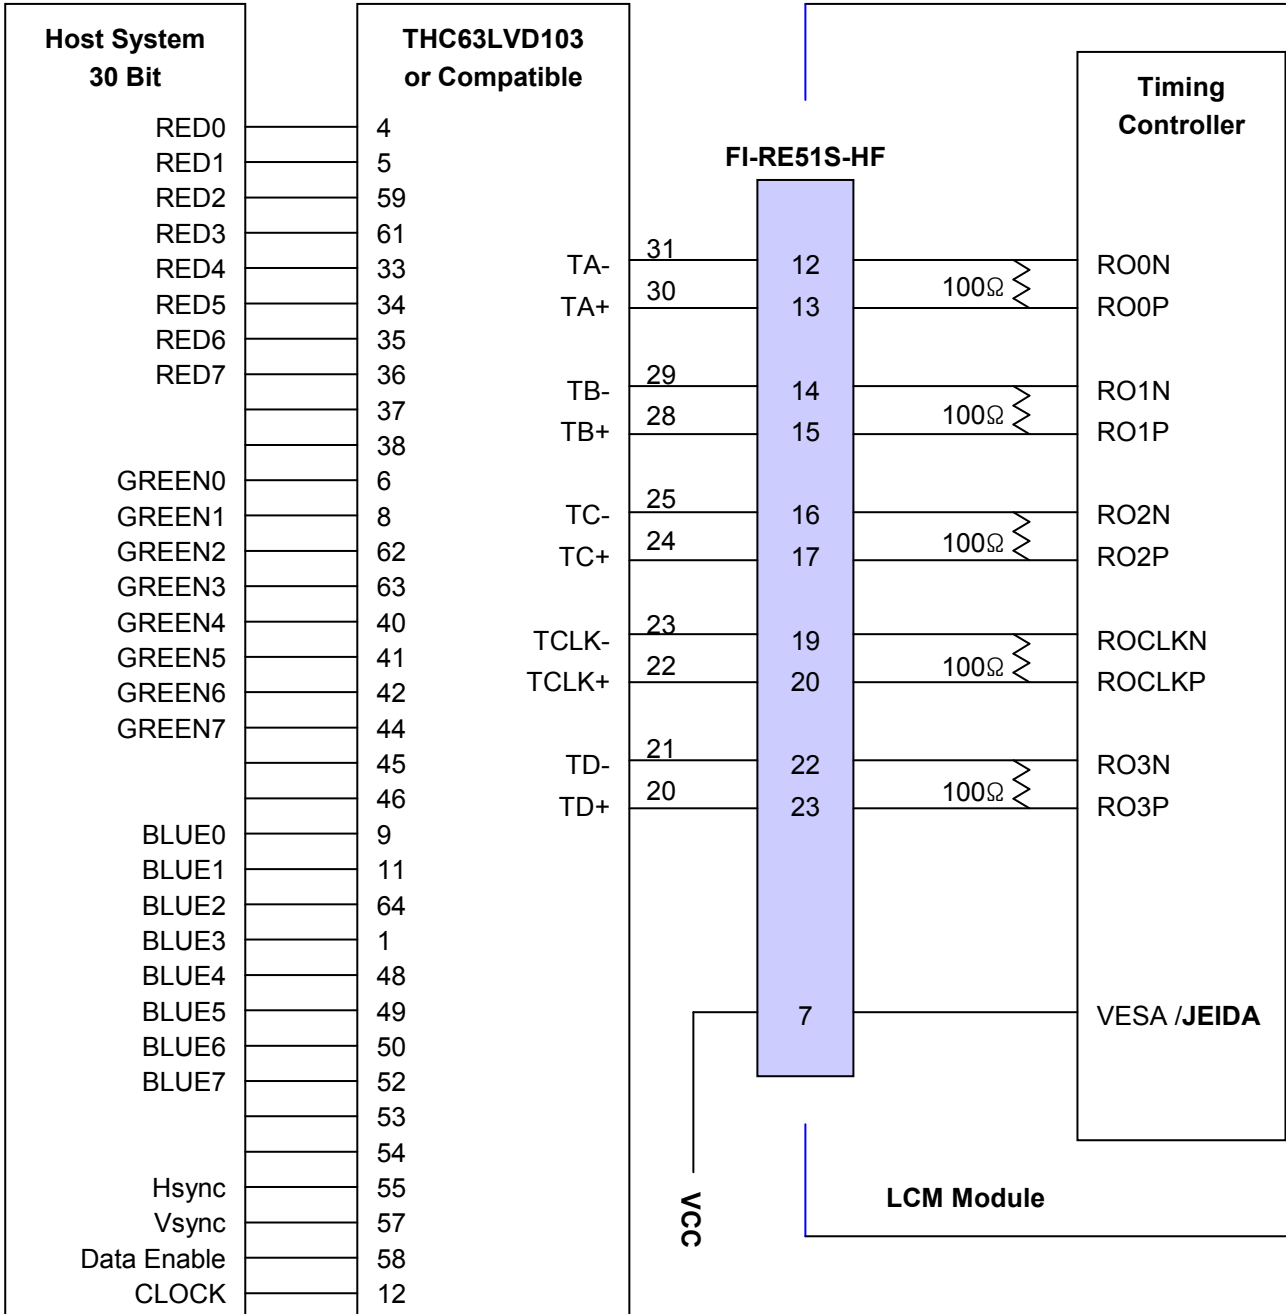 Host System
30 Bit
RED0
RED1
RED2
RED3
RED4
RED5
RED6
RED7
GREEN0
GREEN1
GREEN2
GREEN3
GREEN4
GREEN5
GREEN6
GREEN7
BLUE0
BLUE1
BLUE2
BLUE3
BLUE4
BLUE5
BLUE6
BLUE7
Hsync
Vsync
Data Enable
CLOCK
THC63LVD103
or Compatible
4
5
59
61
33
34
35
36
37
38
6
8
62
63
40
41
42
44
45
46
9
11
64
1
48
49
50
52
53
54
55
57
58
12
TA-
TA+
TB-
TB+
TC-
TC+
TCLK-
TCLK+
TD-
TD+
31
30
29
28
25
24
23
22
21
20
FI-RE51S-HF
12
13
14
15
16
17
19
20
22
23
7
VCC
100Ω
100Ω
100Ω
100Ω
100Ω
Timing
Controller
RO0N
RO0P
RO1N
RO1P
RO2N
RO2P
ROCLKN
ROCLKP
RO3N
RO3P
VESA /JEIDA
LCM Module